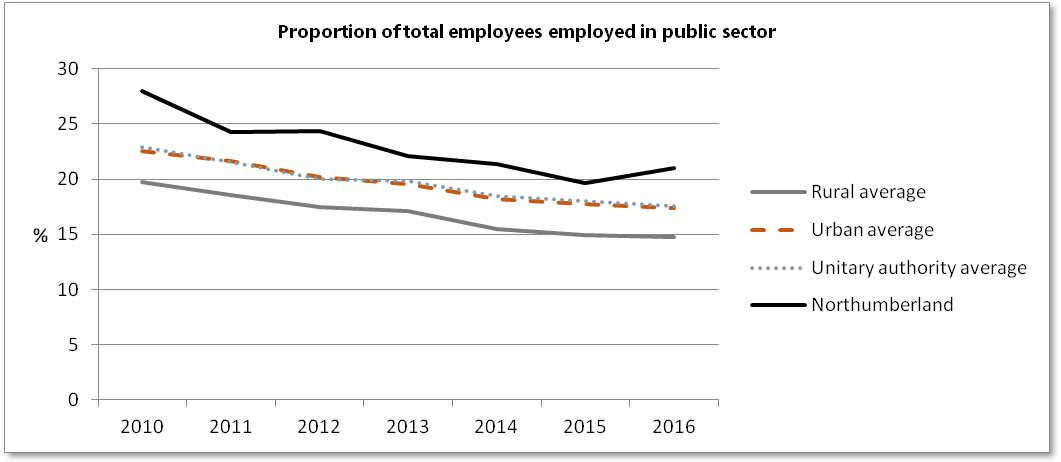 Proportion of total employees employed in public sector
30
25
20
15
10
5
0
%
2010 2011 2012 2013 2014 2015 2016
Rural average
Urban average
Unitary authority average
Northumberland